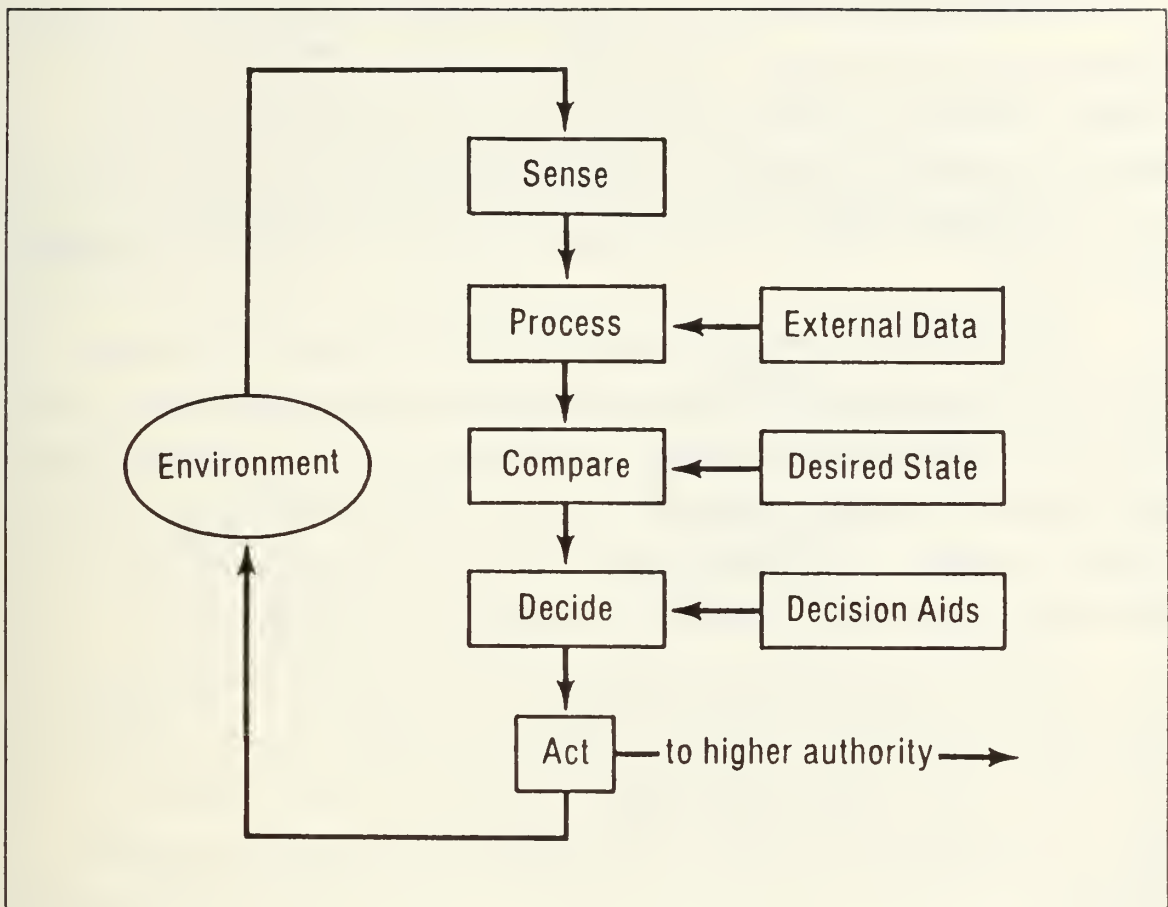 Sense
Process
External Data
Environment
Compare
Desired State
Decide
Decision Aids
Act
to higher authority